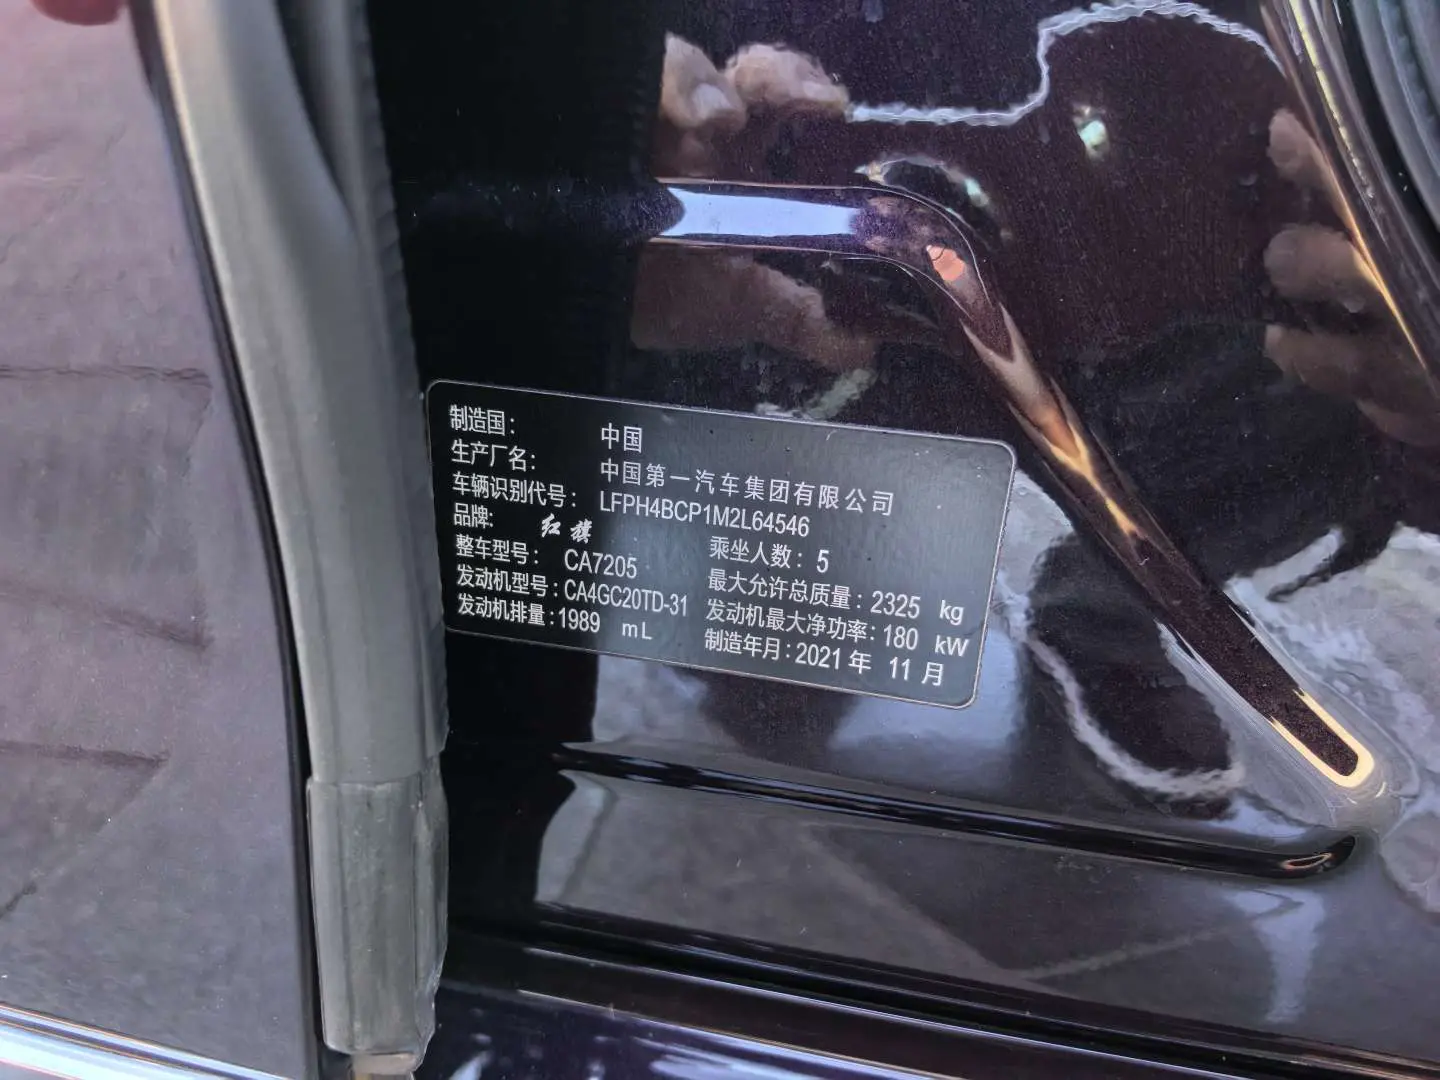 制造国： 中国
生产厂名： 中国第一汽车集团有限公司
车辆识别代号： LFPH4BCP1M2L64546
品牌： 红旗 乘坐人数：5
整车型号： CA7205 最大允许总质量：2325 kg
发动机型号：CA4GC20TD-31 发动机最大净功率：180 kW
发动机排量：1989 mL 制造年月：2021 年 11 月